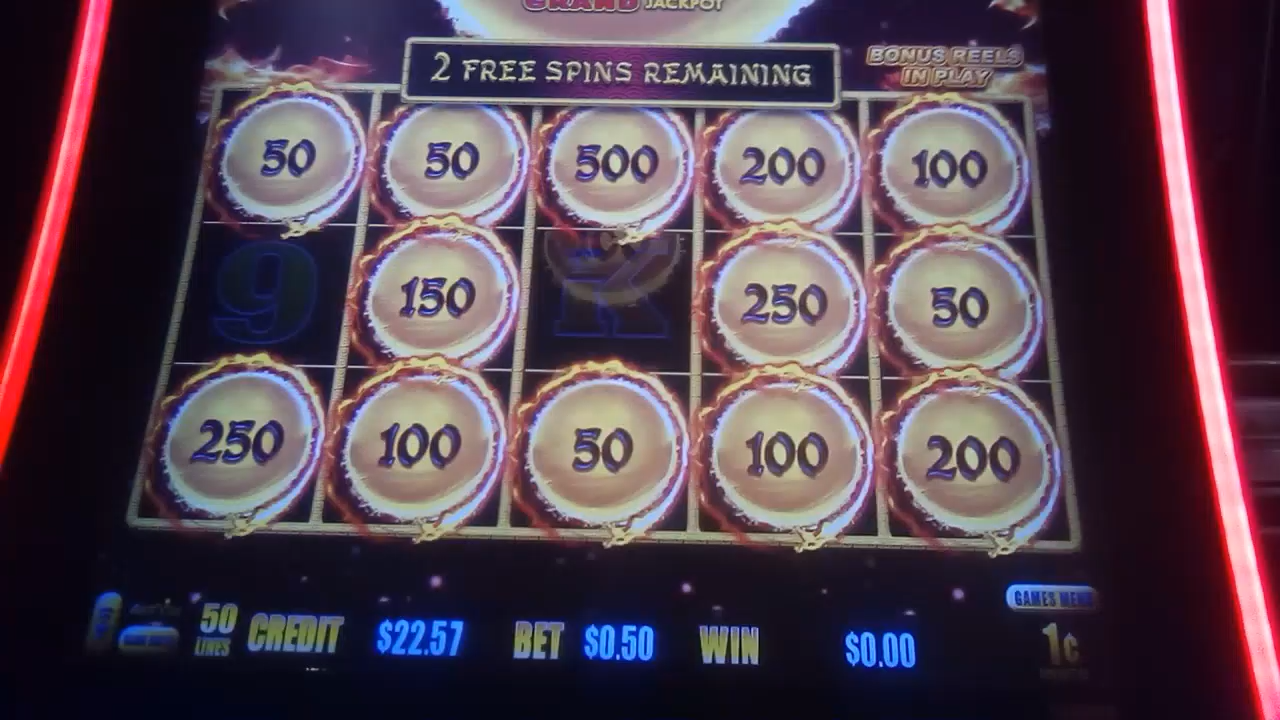 GRAND JACKPOT
2 FREE SPINS REMAINING
BONUS REELS
IN PLAY
50 50 500 200 100
9 150 K 250 50
250 100 50 100 200
GAMES MENU
50
LINES
CREDIT $22.57 BET $0.50 WIN $0.00
1¢